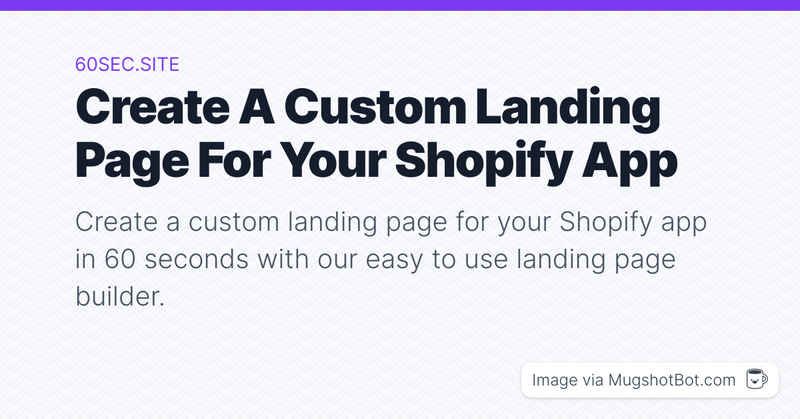 60SEC.SITE
Create A Custom Landing
Page For Your Shopify App
Create a custom landing page for your Shopify app
in 60 seconds with our easy to use landing page
builder.
Image via MugshotBot.com